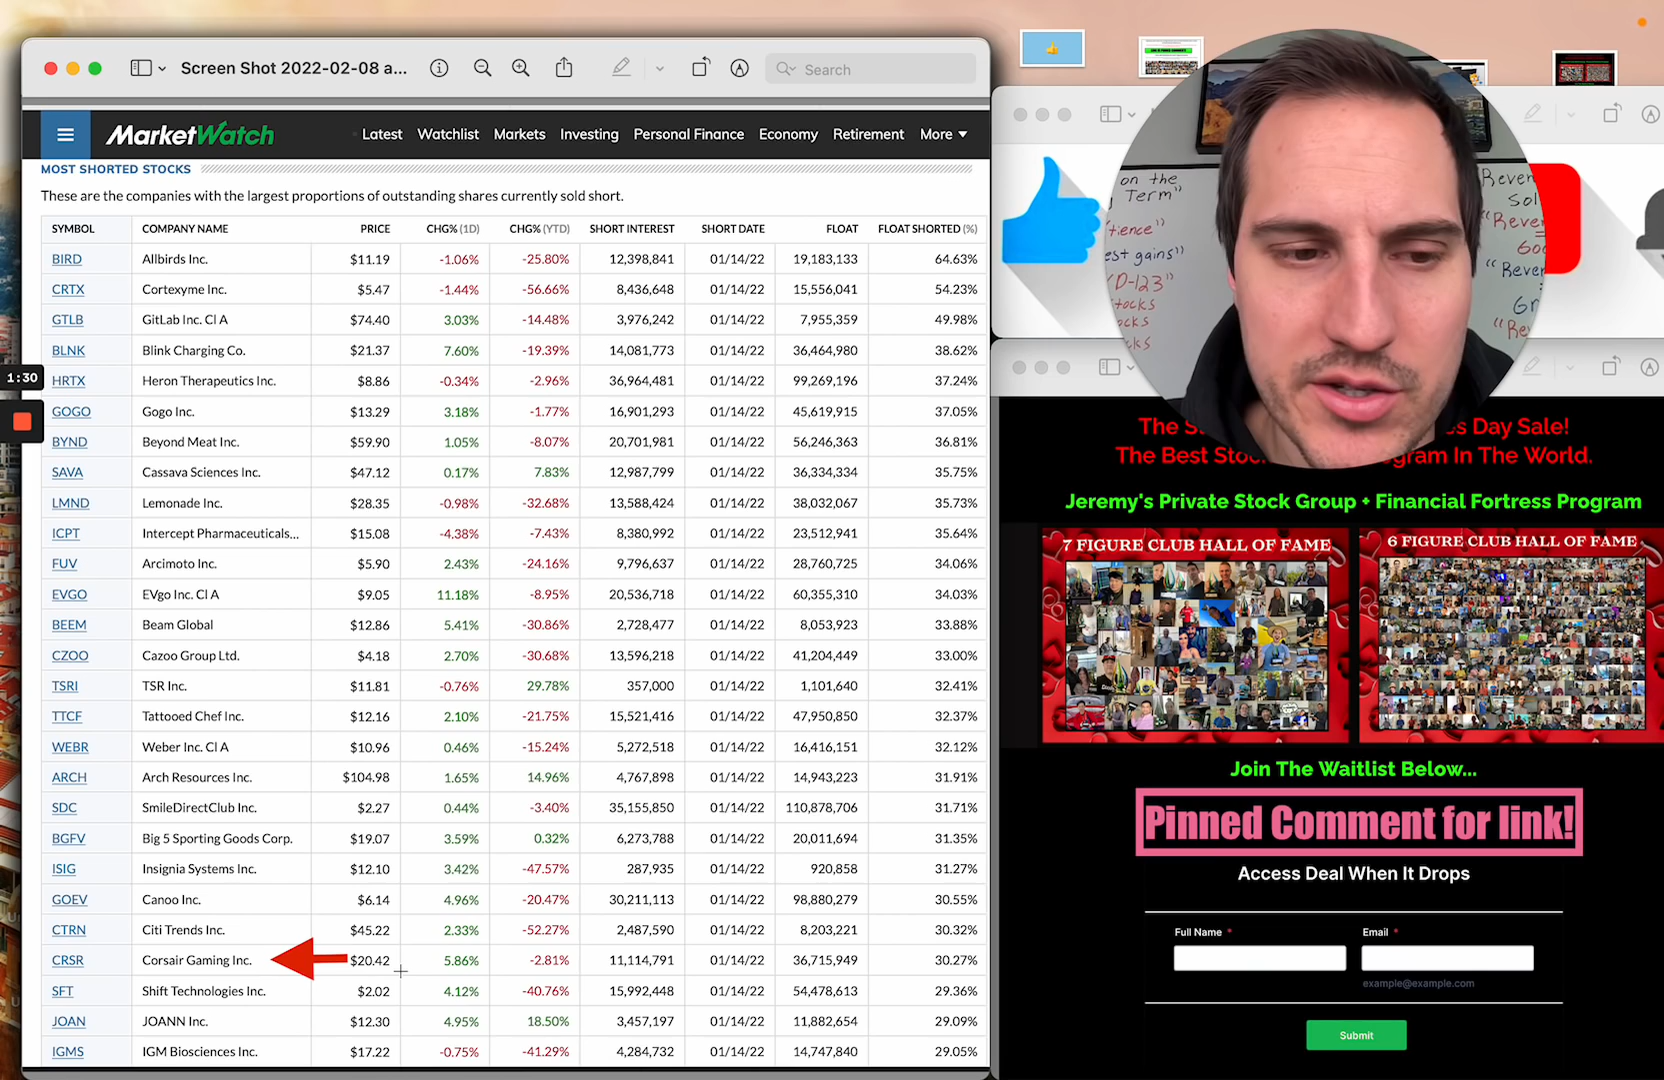 Screen Shot 2022-02-08 a...
Search
MarketWatch
Latest Watchlist Markets Investing Personal Finance Economy Retirement More
MOST SHORTED STOCKS
These are the companies with the largest proportions of outstanding shares currently sold short.
SYMBOL COMPANY NAME PRICE CHG% (1D) CHG% (YTD) SHORT INTEREST SHORT DATE FLOAT FLOAT SHORTED (%)
BIRD Allbirds Inc. $11.19 -1.06% -25.80% 12,398,841 01/14/22 19,183,133 64.63%
CRTX Cortexyme Inc. $5.47 -1.44% -56.66% 8,436,648 01/14/22 15,556,041 54.23%
GTLB GitLab Inc. Cl A $74.40 3.03% -14.48% 3,976,242 01/14/22 7,955,359 49.98%
BLNK Blink Charging Co. $21.37 7.60% -19.39% 14,081,773 01/14/22 36,464,980 38.62%
HRTX Heron Therapeutics Inc. $8.86 -0.34% -2.96% 36,964,481 01/14/22 99,269,196 37.24%
GOGO Gogo Inc. $13.29 3.18% -1.77% 16,901,293 01/14/22 45,619,915 37.05%
BYND Beyond Meat Inc. $59.90 1.05% -8.07% 20,701,981 01/14/22 56,246,363 36.81%
SAVA Cassava Sciences Inc. $47.12 0.17% 7.83% 12,987,799 01/14/22 36,334,334 35.75%
LMND Lemonade Inc. $28.35 -0.98% -32.68% 13,588,424 01/14/22 38,032,067 35.73%
ICPT Intercept Pharmaceuticals... $15.08 -4.38% -7.43% 8,380,992 01/14/22 23,512,941 35.64%
FUV Arcimoto Inc. $5.90 2.43% -24.16% 9,796,637 01/14/22 28,760,725 34.06%
EVGO EVgo Inc. Cl A $9.05 11.18% -8.95% 20,536,718 01/14/22 60,355,310 34.03%
BEEM Beam Global $12.86 5.41% -30.86% 2,728,477 01/14/22 8,053,923 33.88%
CZOO Cazoo Group Ltd. $4.18 2.70% -30.68% 13,596,218 01/14/22 41,204,449 33.00%
TSRI TSR Inc. $11.81 -0.76% 29.78% 357,000 01/14/22 1,101,640 32.41%
TTCF Tattooed Chef Inc. $12.16 2.10% -21.75% 15,521,416 01/14/22 47,950,850 32.37%
WEBR Weber Inc. Cl A $10.96 0.46% -15.24% 5,272,518 01/14/22 16,416,151 32.12%
ARCH Arch Resources Inc. $104.98 1.65% 14.96% 4,767,898 01/14/22 14,943,223 31.91%
SDC SmileDirectClub Inc. $2.27 0.44% -3.40% 35,155,850 01/14/22 110,878,706 31.71%
BGFV Big 5 Sporting Goods Corp. $19.07 3.59% 0.32% 6,273,788 01/14/22 20,011,694 31.35%
ISIG Insignia Systems Inc. $12.10 3.42% -47.57% 287,935 01/14/22 920,858 31.27%
GOEV Canoo Inc. $6.14 4.96% -20.47% 30,211,113 01/14/22 98,880,279 30.55%
CTRN Citi Trends Inc. $45.22 2.33% -52.27% 2,487,590 01/14/22 8,203,221 30.32%
CRSR Corsair Gaming Inc. $20.42 5.86% -2.81% 11,114,791 01/14/22 36,715,949 30.27%
SFT Shift Technologies Inc. $2.02 4.12% -40.76% 15,992,448 01/14/22 54,478,613 29.36%
JOAN JOANN Inc. $12.30 4.95% 18.50% 3,457,197 01/14/22 11,882,654 29.09%
IGMS IGM Biosciences Inc. $17.22 -0.75% -41.29% 4,284,732 01/14/22 14,747,840 29.05%
1:30
on the
Term"
est gains"
D-123"
The Day Sale!
The Best In The World.
Jeremy's Private Stock Group + Financial Fortress Program
7 FIGURE CLUB HALL OF FAME
6 FIGURE CLUB HALL OF FAME
Join The Waitlist Below...
Pinned Comment for link!
Access Deal When It Drops
Full Name * Email *
example@example.com
Submit